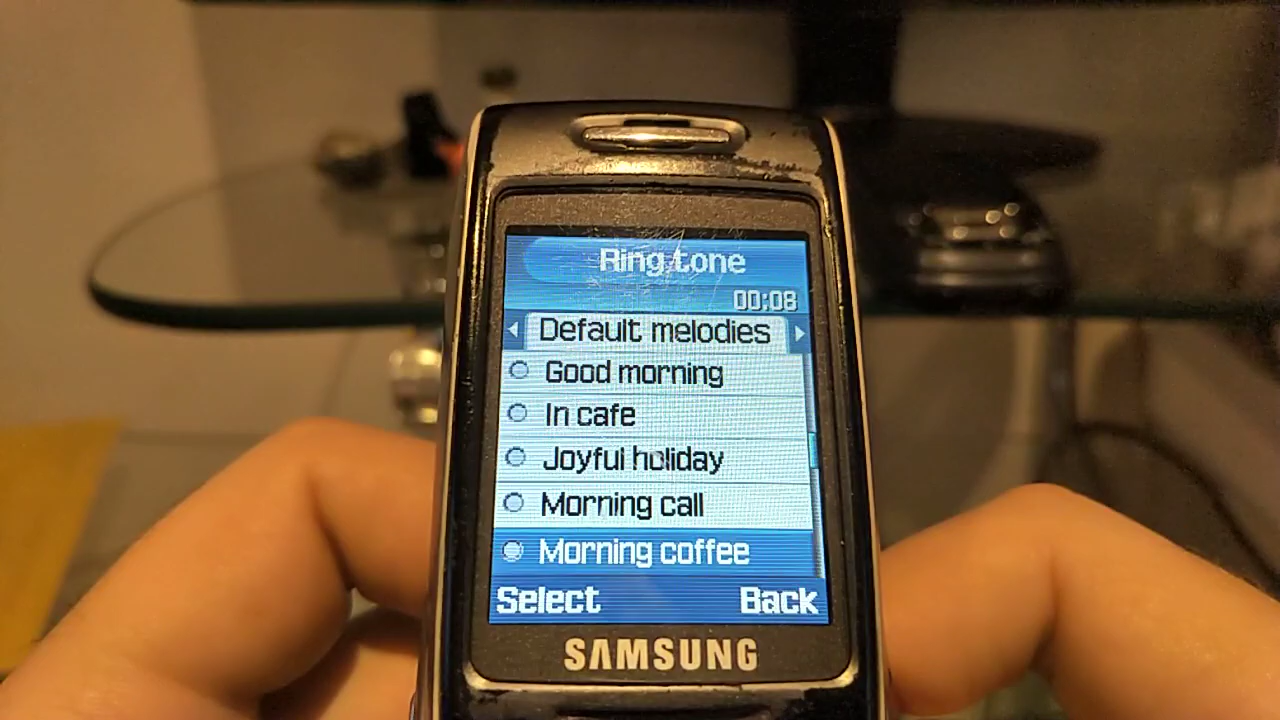 Ring tone
00:08
Default melodies
Good morning
In cafe
Joyful holiday
Morning call
Morning coffee
Select Back
SAMSUNG